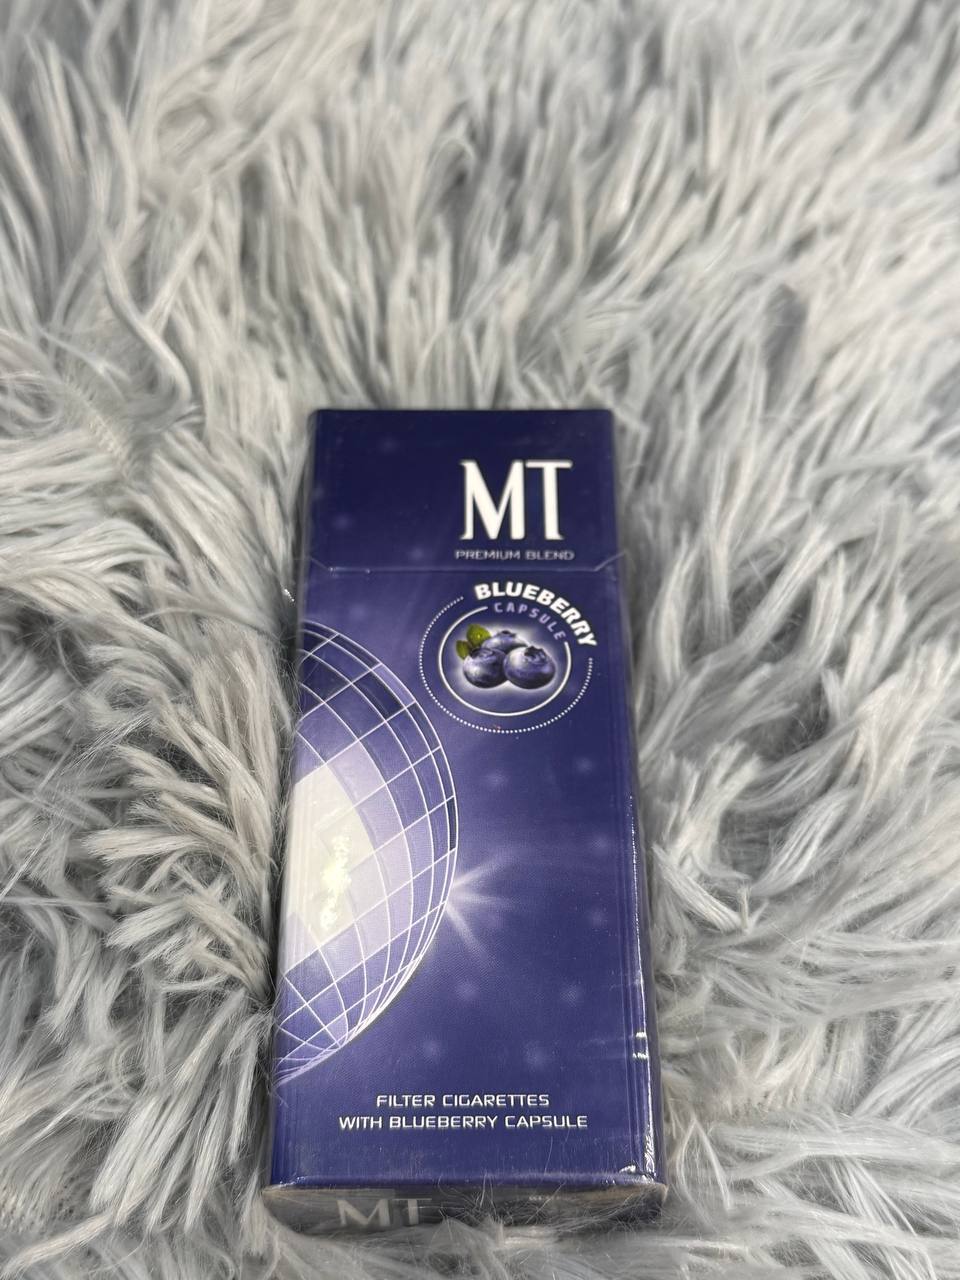 MT
PREMIUM BLEND
BLUEBERRY
CAPSULE
FILTER CIGARETTES
WITH BLUEBERRY CAPSULE
MT